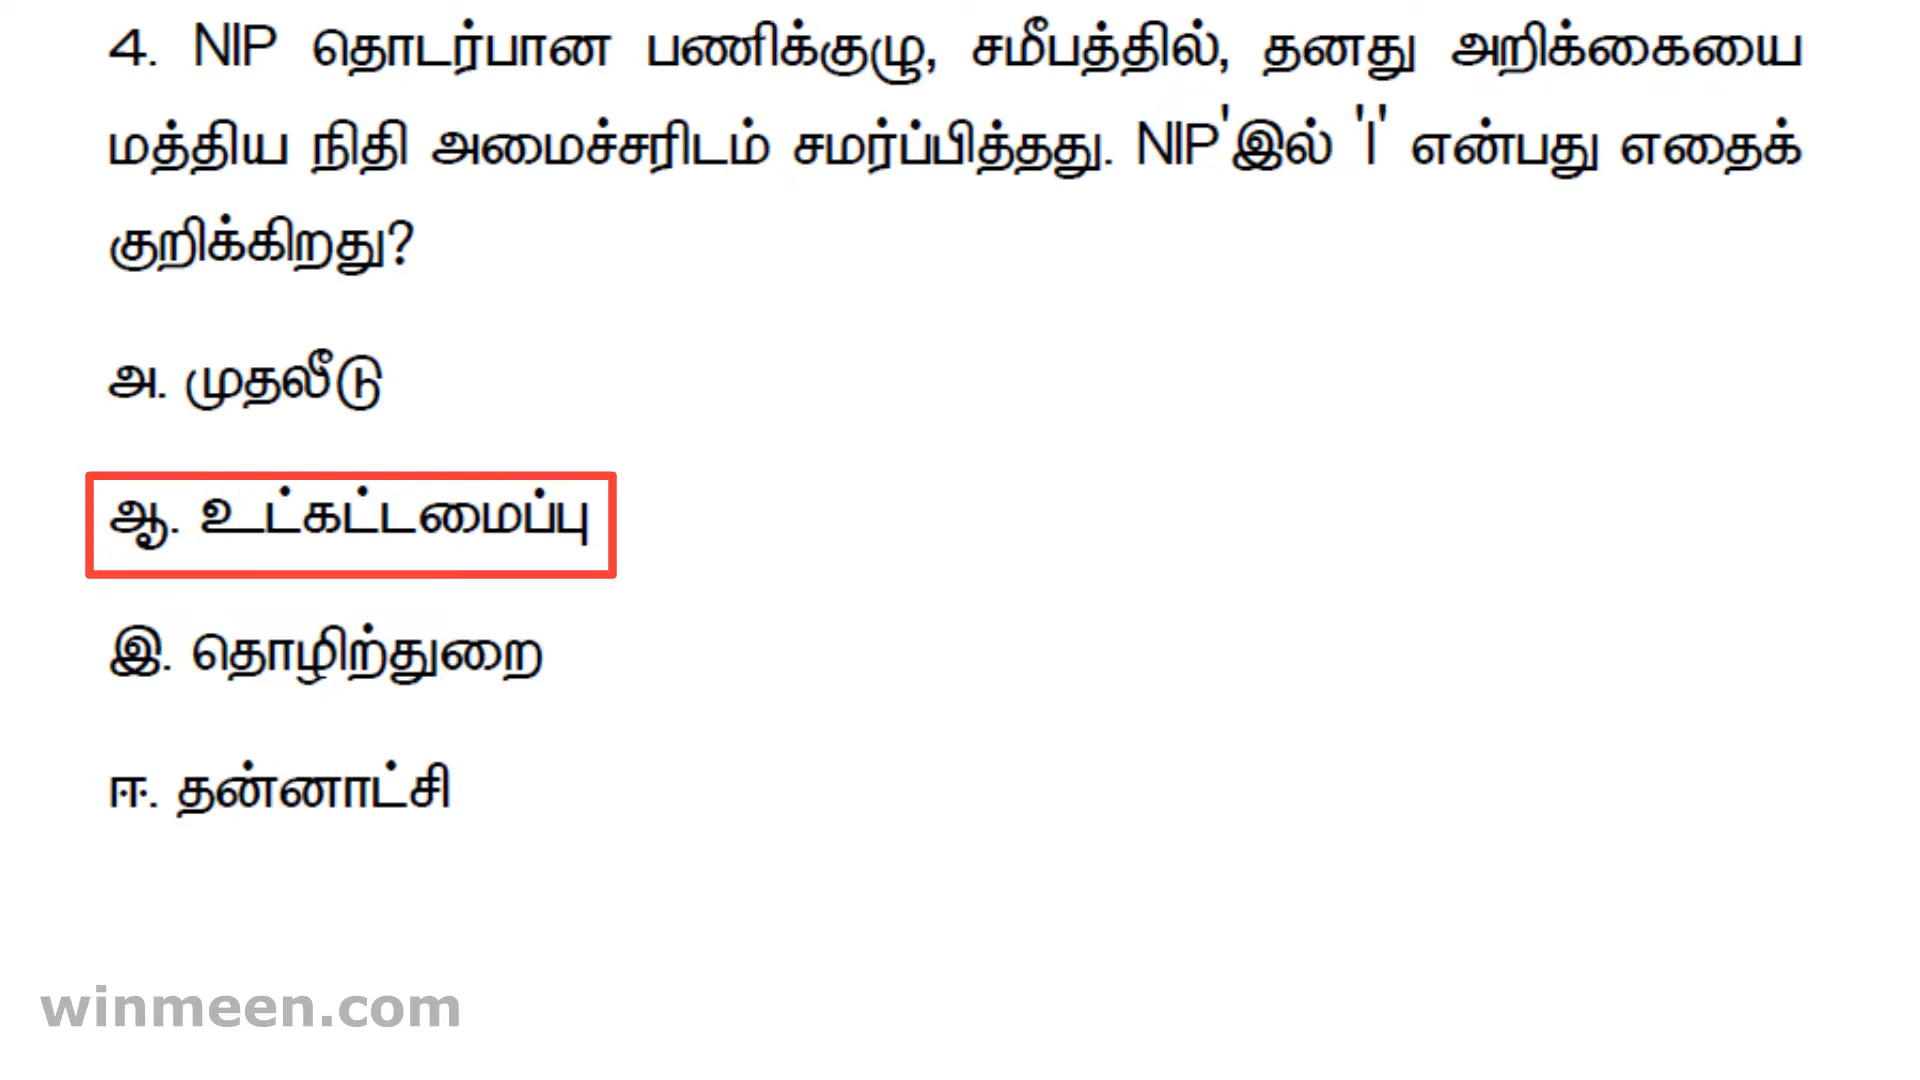 4. NIP தொடர்பான பணிக்குழு, சமீபத்தில், தனது அறிக்கையை
மத்திய நிதி அமைச்சரிடம் சமர்ப்பித்தது. NIP'இல் 'I' என்பது எதைக்
குறிக்கிறது?
அ. முதலீடு
ஆ. உட்கட்டமைப்பு
இ. தொழிற்துறை
ஈ. தன்னாட்சி
winmeen.com